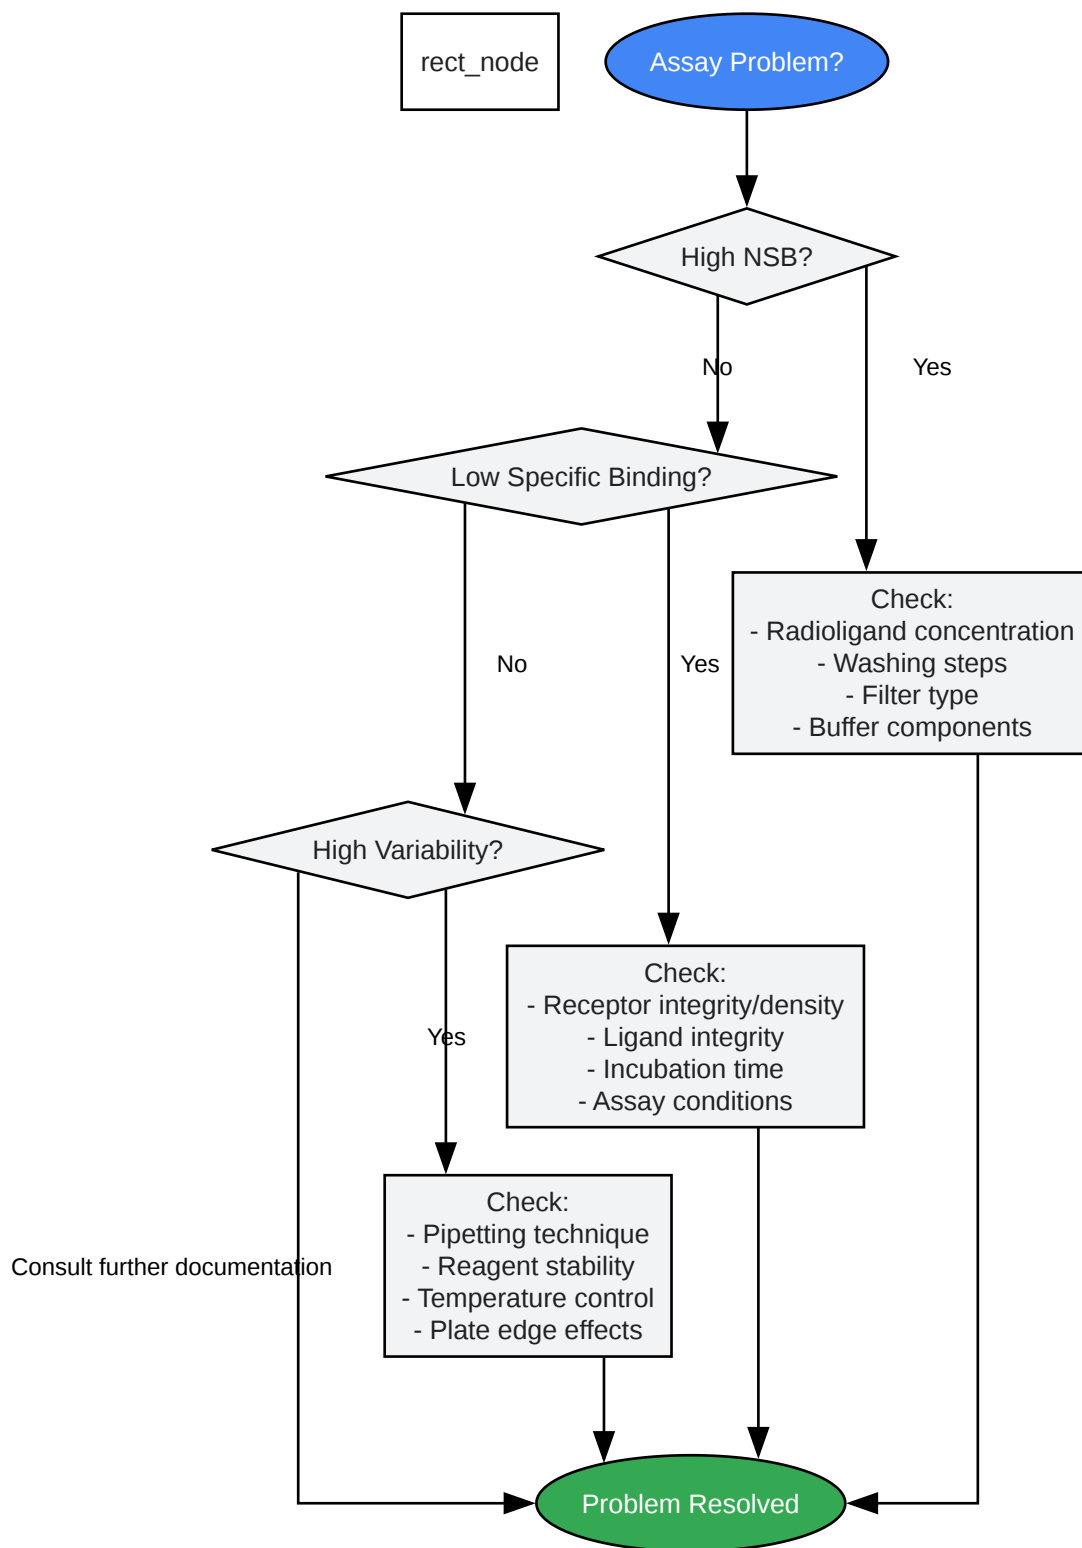 rect_node
Assay Problem?
High NSB?
No
Yes
Low Specific Binding?
Check:
- Radioligand concentration
- Washing steps
- Filter type
- Buffer components
No
Yes
High Variability?
Check:
- Receptor integrity/density
- Ligand integrity
- Incubation time
- Assay conditions
Yes
Check:
- Pipetting technique
- Reagent stability
- Temperature control
- Plate edge effects
Consult further documentation
Problem Resolved